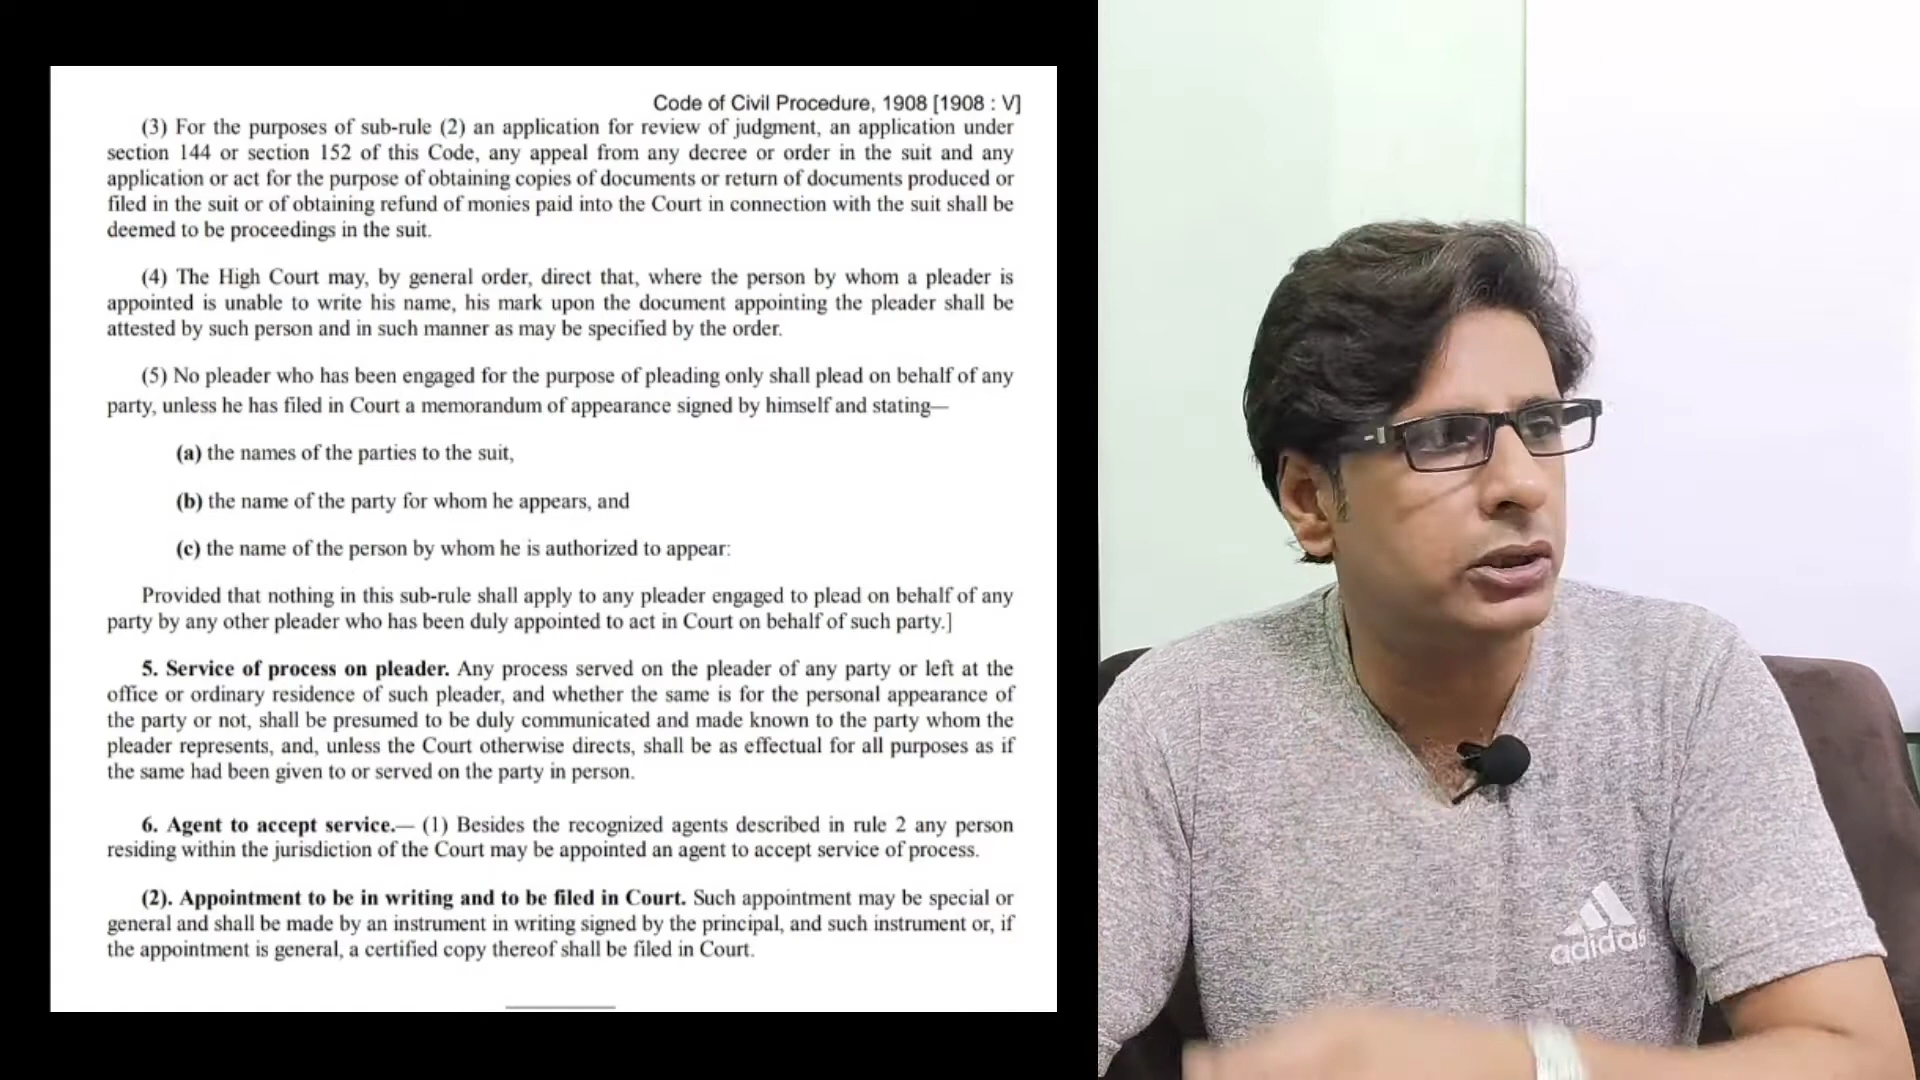 Code of Civil Procedure, 1908 [1908 : V]
(3) For the purposes of sub-rule (2) an application for review of judgment, an application under
section 144 or section 152 of this Code, any appeal from any decree or order in the suit and any
application or act for the purpose of obtaining copies of documents or return of documents produced or
filed in the suit or of obtaining refund of monies paid into the Court in connection with the suit shall be
deemed to be proceedings in the suit.
(4) The High Court may, by general order, direct that, where the person by whom a pleader is
appointed is unable to write his name, his mark upon the document appointing the pleader shall be
attested by such person and in such manner as may be specified by the order.
(5) No pleader who has been engaged for the purpose of pleading only shall plead on behalf of any
party, unless he has filed in Court a memorandum of appearance signed by himself and stating—
(a) the names of the parties to the suit,
(b) the name of the party for whom he appears, and
(c) the name of the person by whom he is authorized to appear:
Provided that nothing in this sub-rule shall apply to any pleader engaged to plead on behalf of any
party by any other pleader who has been duly appointed to act in Court on behalf of such party.]
5. Service of process on pleader. Any process served on the pleader of any party or left at the
office or ordinary residence of such pleader, and whether the same is for the personal appearance of
the party or not, shall be presumed to be duly communicated and made known to the party whom the
pleader represents, and, unless the Court otherwise directs, shall be as effectual for all purposes as if
the same had been given to or served on the party in person.
6. Agent to accept service.— (1) Besides the recognized agents described in rule 2 any person
residing within the jurisdiction of the Court may be appointed an agent to accept service of process.
(2). Appointment to be in writing and to be filed in Court. Such appointment may be special or
general and shall be made by an instrument in writing signed by the principal, and such instrument or, if
the appointment is general, a certified copy thereof shall be filed in Court.
adidas